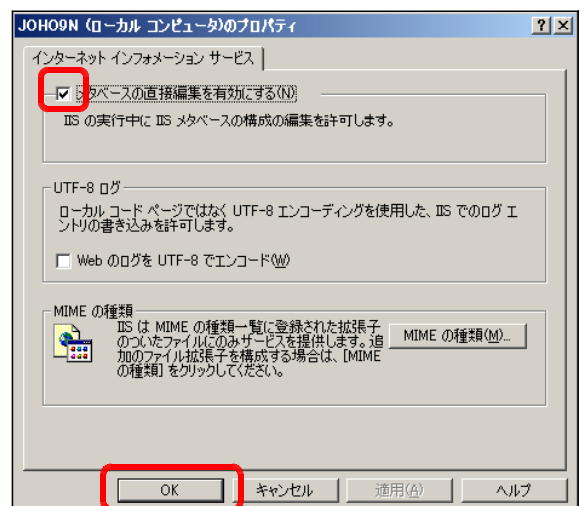 JOHO9N (ローカル コンピュータ)のプロパティ
インターネット インフォメーション サービス
メタベースの直接編集を有効にする(N)
IIS の実行中に IIS メタベースの構成の編集を許可します。
UTF-8 ログ
ローカル コード ページではなく UTF-8 エンコーディングを使用した、IIS でのログ エ
ントリの書き込みを許可します。
Web のログを UTF-8 でエンコード(W)
MIME の種類
IIS は MIME の種類一覧に登録された拡張子
のついたファイルにのみサービスを提供します。追
加のファイル拡張子を構成する場合は、[MIME
の種類] をクリックしてください。
MIME の種類(M)...
OK キャンセル 適用(A) ヘルプ